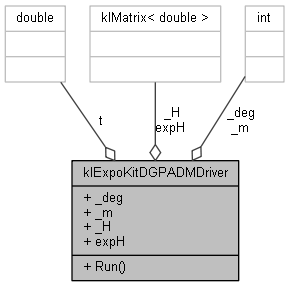 double
klMatrix< double >
int
t
_H
expH
_deg
_m
klExpoKitDGPADMDriver
+ _deg
+ _m
+ _H
+ expH
+ Run()